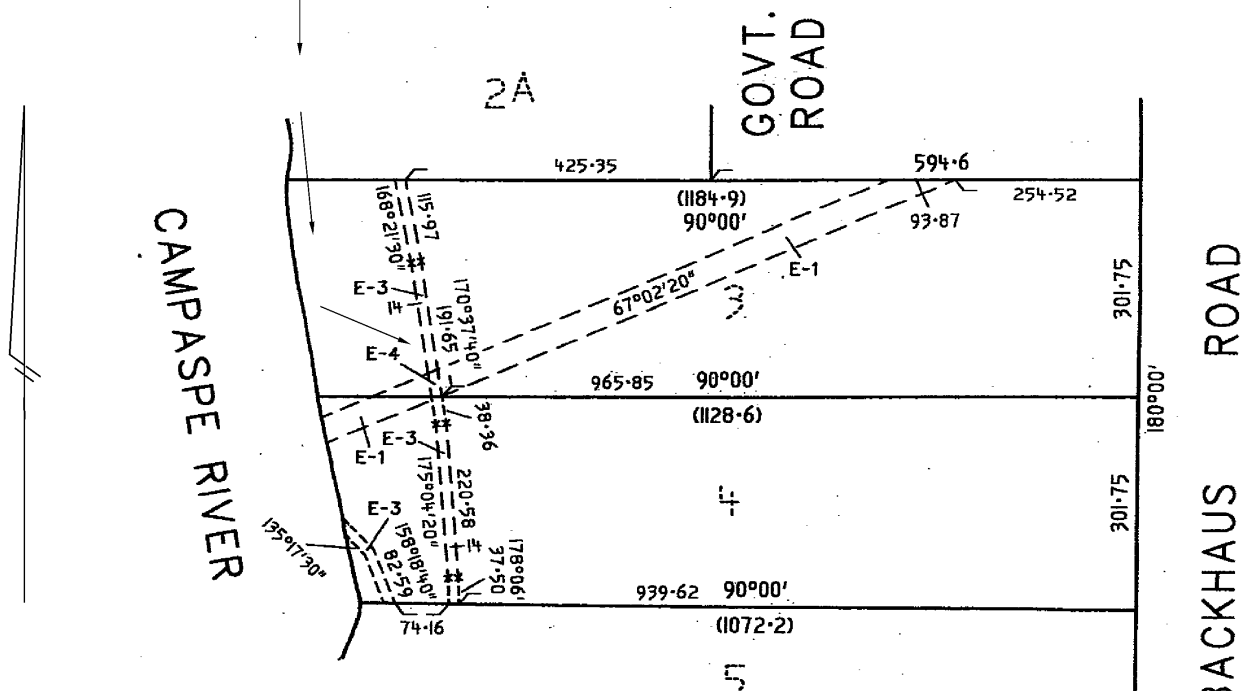 2A
GOVT.
ROAD
425·35
594·6
(1184·9)
254·52
90°00'
93·87
168°21'30"
115·97
E-1
CAMPASPE RIVER
E-3
170°37'40"
191·65
67°02'20"
3
301·75
ROAD
E-4
965·85
90°00'
180°00'
(1128·6)
38·36
E-3
E-1
175°04'20"
220·58
4
301·75
BACKHAUS
E-3
135°17'30"
158°18'40"
82·59
37·50
178°06'
939·62
90°00'
74·16
(1072·2)
5